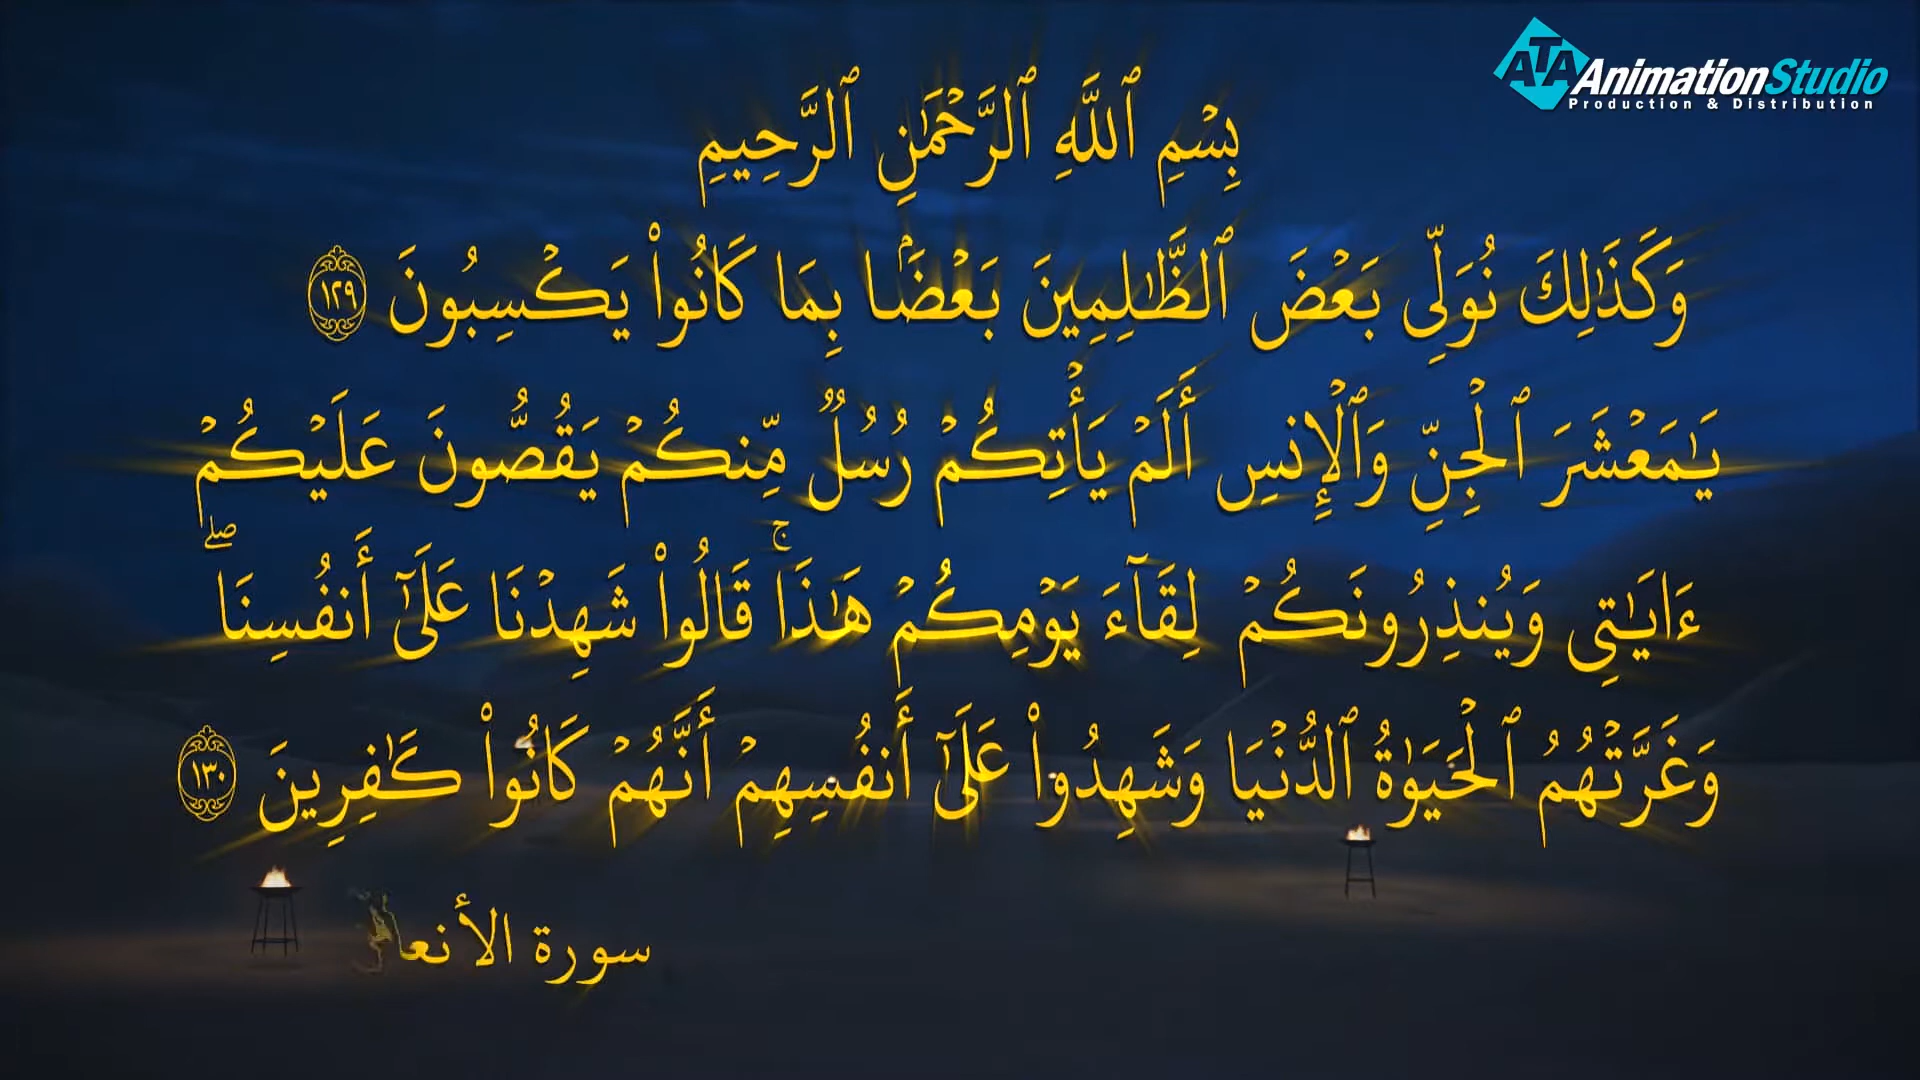 ATA AnimationStudio
Production & Distribution
بِسْمِ ٱللَّهِ ٱلرَّحْمَٰنِ ٱلرَّحِيمِ
وَكَذَٰلِكَ نُوَلِّي بَعْضَ ٱلظَّٰلِمِينَ بَعْضَۢا بِمَا كَانُوا۟ يَكْسِبُونَ ١٢٩
يَٰمَعْشَرَ ٱلْجِنِّ وَٱلْإِنسِ أَلَمْ يَأْتِكُمْ رُسُلٌ مِّنكُمْ يَقُصُّونَ عَلَيْكُمْ
ءَايَٰتِي وَيُنذِرُونَكُمْ لِقَآءَ يَوْمِكُمْ هَٰذَا ۚ قَالُوا۟ شَهِدْنَا عَلَىٰٓ أَنفُسِنَا ۖ
وَغَرَّتْهُمُ ٱلْحَيَوٰةُ ٱلدُّنْيَا وَشَهِدُوا۟ عَلَىٰٓ أَنفُسِهِمْ أَنَّهُمْ كَانُوا۟ كَٰفِرِينَ ١٣٠
سورة الأنعا